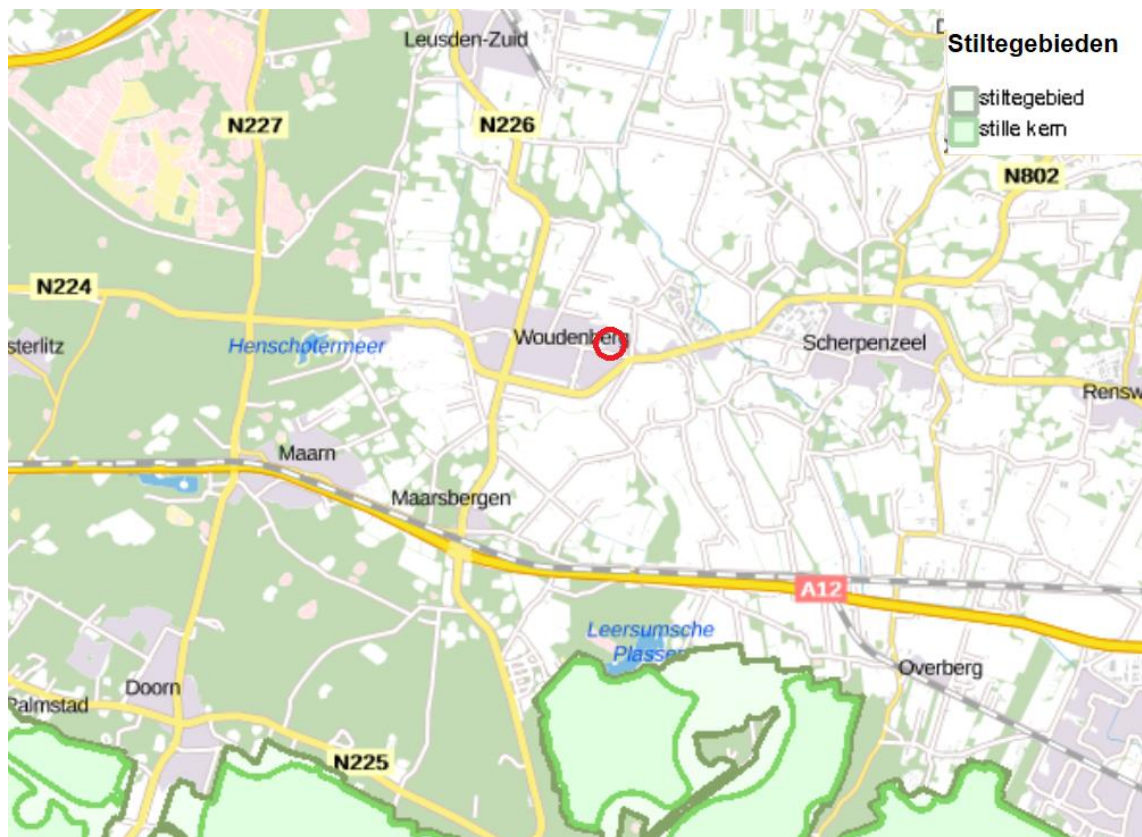 Leusden-Zuid
Stiltegebieden
stiltegebied
stille kern
N227
N226
N802
N224
sterlitz
Henschotermeer
Woudenberg
Scherpenzeel
Rensw
Maarn
Maarsbergen
A12
Leersumsche
Plassen
Doorn
Palmstad
Overberg
N225